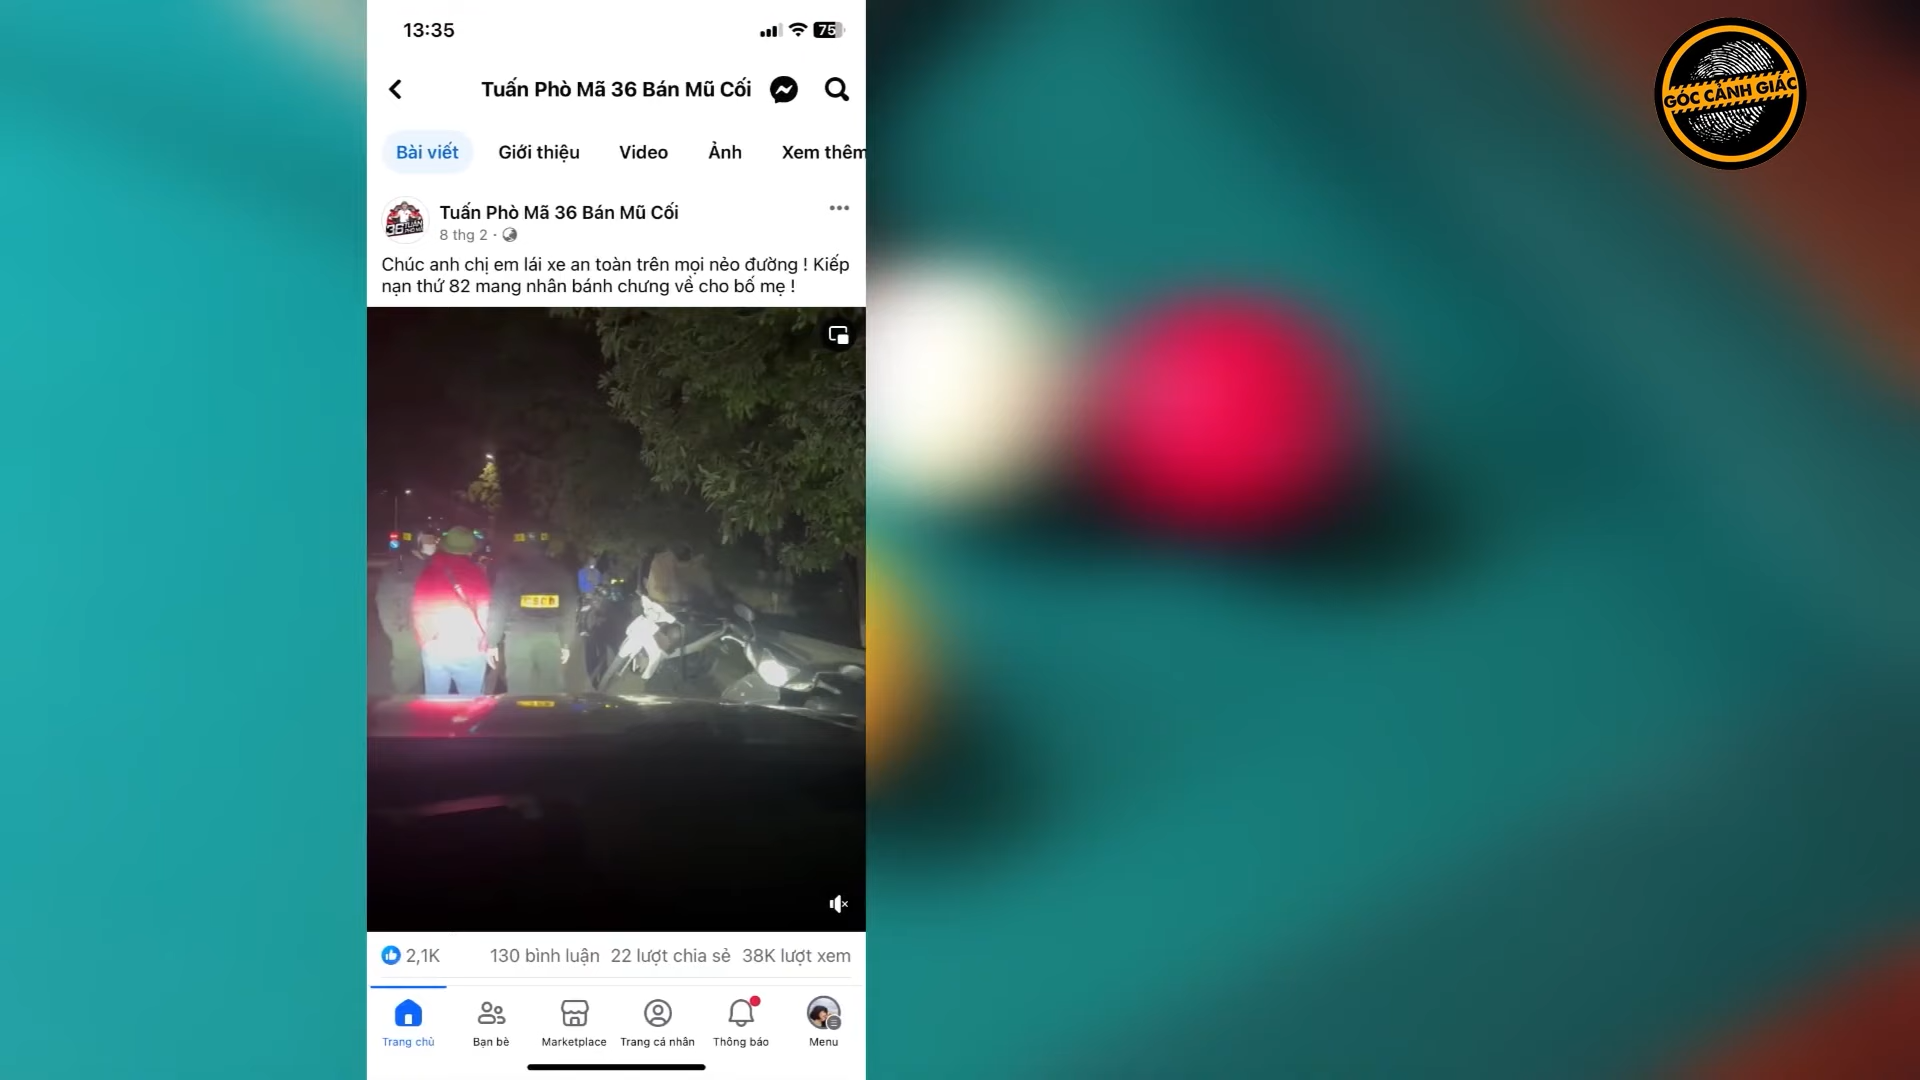 13:35
75
Tuấn Phò Mã 36 Bán Mũ Cối
Bài viết
Giới thiệu
Video
Ảnh
Xem thêm
Tuấn Phò Mã 36 Bán Mũ Cối
8 thg 2 ·
Chúc anh chị em lái xe an toàn trên mọi nẻo đường ! Kiếp
nạn thứ 82 mang nhân bánh chưng về cho bố mẹ !
CSCĐ
2,1K
130 bình luận
22 lượt chia sẻ
38K lượt xem
Trang chủ
Bạn bè
Marketplace
Trang cá nhân
Thông báo
Menu
GÓC CẢNH GIÁC